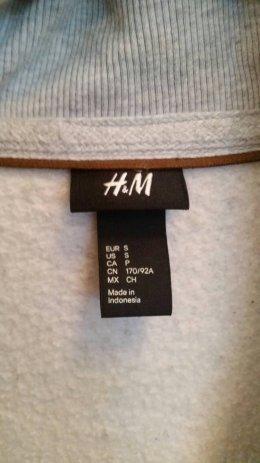 H&M
EUR S
US S
CA P
CN 170/92A
MX CH
Made in
Indonesia